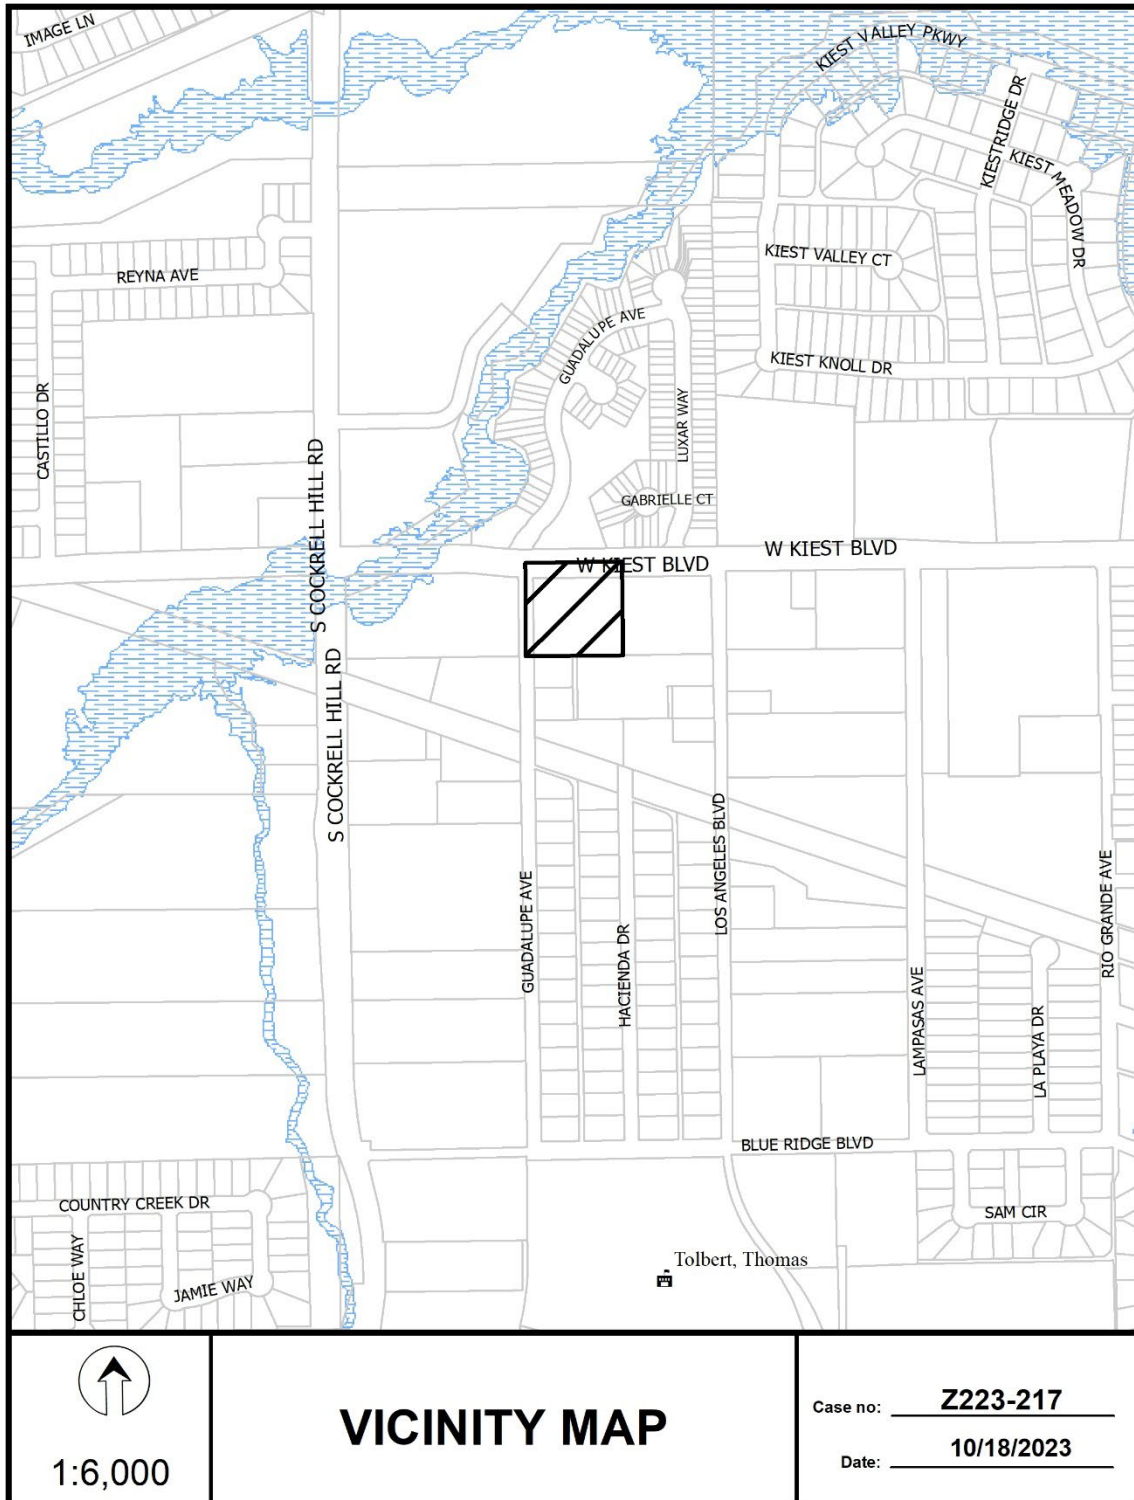 IMAGE LN
KIEST VALLEY PKWY
KIESTRIDGE DR
KIEST MEADOW DR
KIEST VALLEY CT
REYNA AVE
GUADALUPE AVE
KIEST KNOLL DR
CASTILLO DR
LUXAR WAY
S COCKRELL HILL RD
GABRIELLE CT
W KIEST BLVD
W KIEST BLVD
S COCKRELL HILL RD
LOS ANGELES BLVD
GUADALUPE AVE
RIO GRANDE AVE
HACIENDA DR
LAMPASAS AVE
LA PLAYA DR
BLUE RIDGE BLVD
COUNTRY CREEK DR
SAM CIR
CHLOE WAY
Tolbert, Thomas
JAMIE WAY
1:6,000
VICINITY MAP
Case no: Z223-217
Date: 10/18/2023